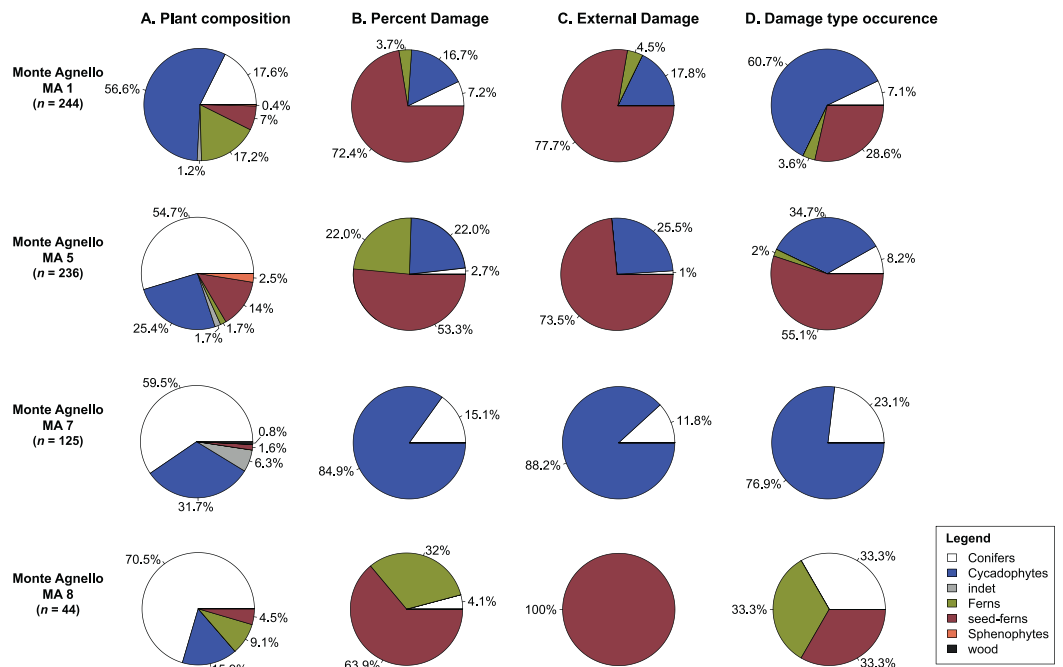 A. Plant composition
B. Percent Damage
C. External Damage
D. Damage type occurence
Monte Agnello
MA 1
(n = 244)
56.6%
17.6%
0.4%
7%
17.2%
1.2%
3.7%
16.7%
7.2%
72.4%
4.5%
17.8%
77.7%
60.7%
7.1%
28.6%
3.6%
Monte Agnello
MA 5
(n = 236)
54.7%
2.5%
14%
1.7%
1.7%
25.4%
22.0%
22.0%
2.7%
53.3%
25.5%
1%
73.5%
34.7%
2%
8.2%
55.1%
Monte Agnello
MA 7
(n = 125)
59.5%
0.8%
1.6%
6.3%
31.7%
15.1%
84.9%
11.8%
88.2%
23.1%
76.9%
Monte Agnello
MA 8
(n = 44)
70.5%
4.5%
9.1%
32%
4.1%
63.9%
100%
33.3%
33.3%
33.3%
Legend
Conifers
Cycadophytes
indet
Ferns
seed-ferns
Sphenophytes
wood